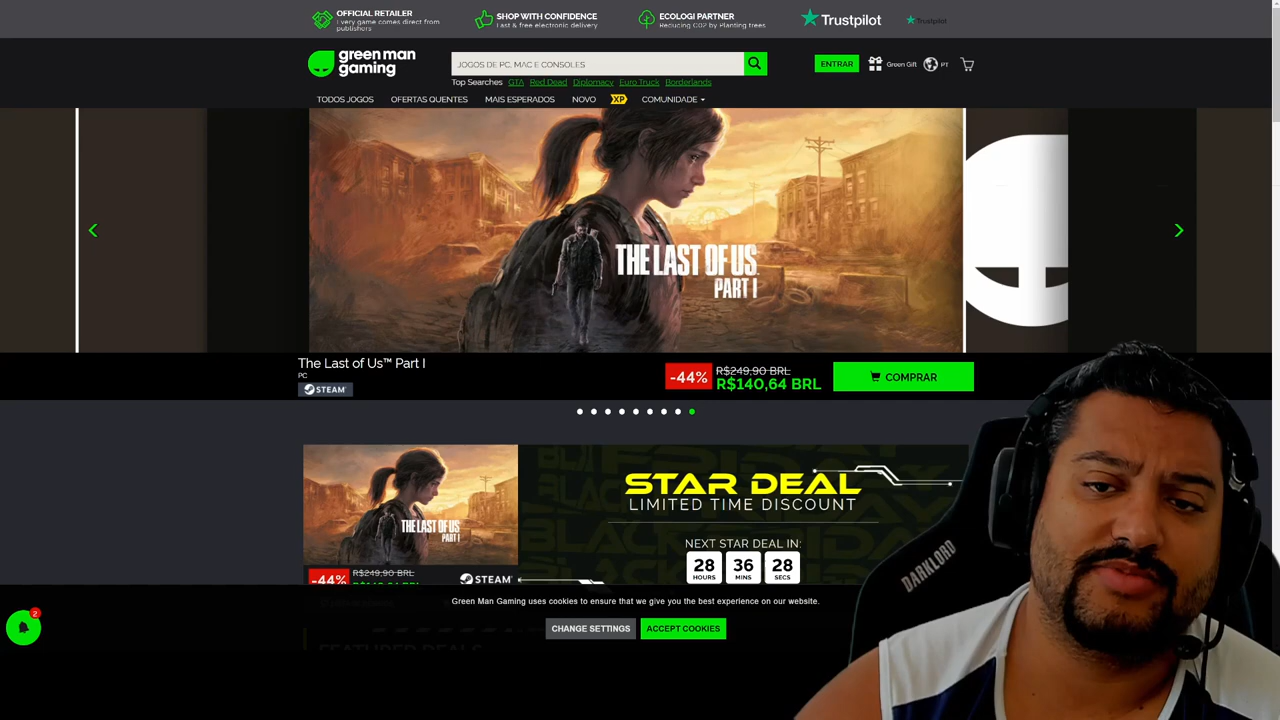 OFFICIAL RETAILER
Every game comes direct from
publishers
SHOP WITH CONFIDENCE
Fast & free electronic delivery
ECOLOGI PARTNER
Reducing CO2 by Planting trees
Trustpilot
Trustpilot
green man
gaming
JOGOS DE PC, MAC E CONSOLES
ENTRAR
Green Gift
PT
Top Searches GTA Red Dead Diplomacy Euro Truck Borderlands
TODOS JOGOS OFERTAS QUENTES MAIS ESPERADOS NOVO XP COMUNIDADE
THE LAST OF US
PART I
The Last of Us™ Part I
PC
STEAM
-44%
R$249,90 BRL
R$140,64 BRL
COMPRAR
THE LAST OF US
PART I
-44%
R$249,90 BRL
STEAM
STAR DEAL
LIMITED TIME DISCOUNT
NEXT STAR DEAL IN:
28 36 28
HOURS MINS SECS
Green Man Gaming uses cookies to ensure that we give you the best experience on our website.
CHANGE SETTINGS ACCEPT COOKIES
2
FEATURED DEALS
DARKLORD